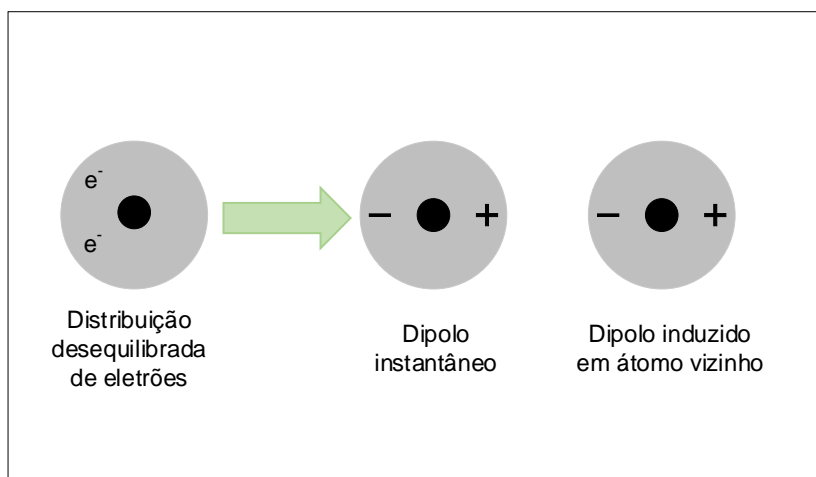 e-
e-
− +
− +
Distribuição
desequilibrada
de eletrões
Dipolo
instantâneo
Dipolo induzido
em átomo vizinho